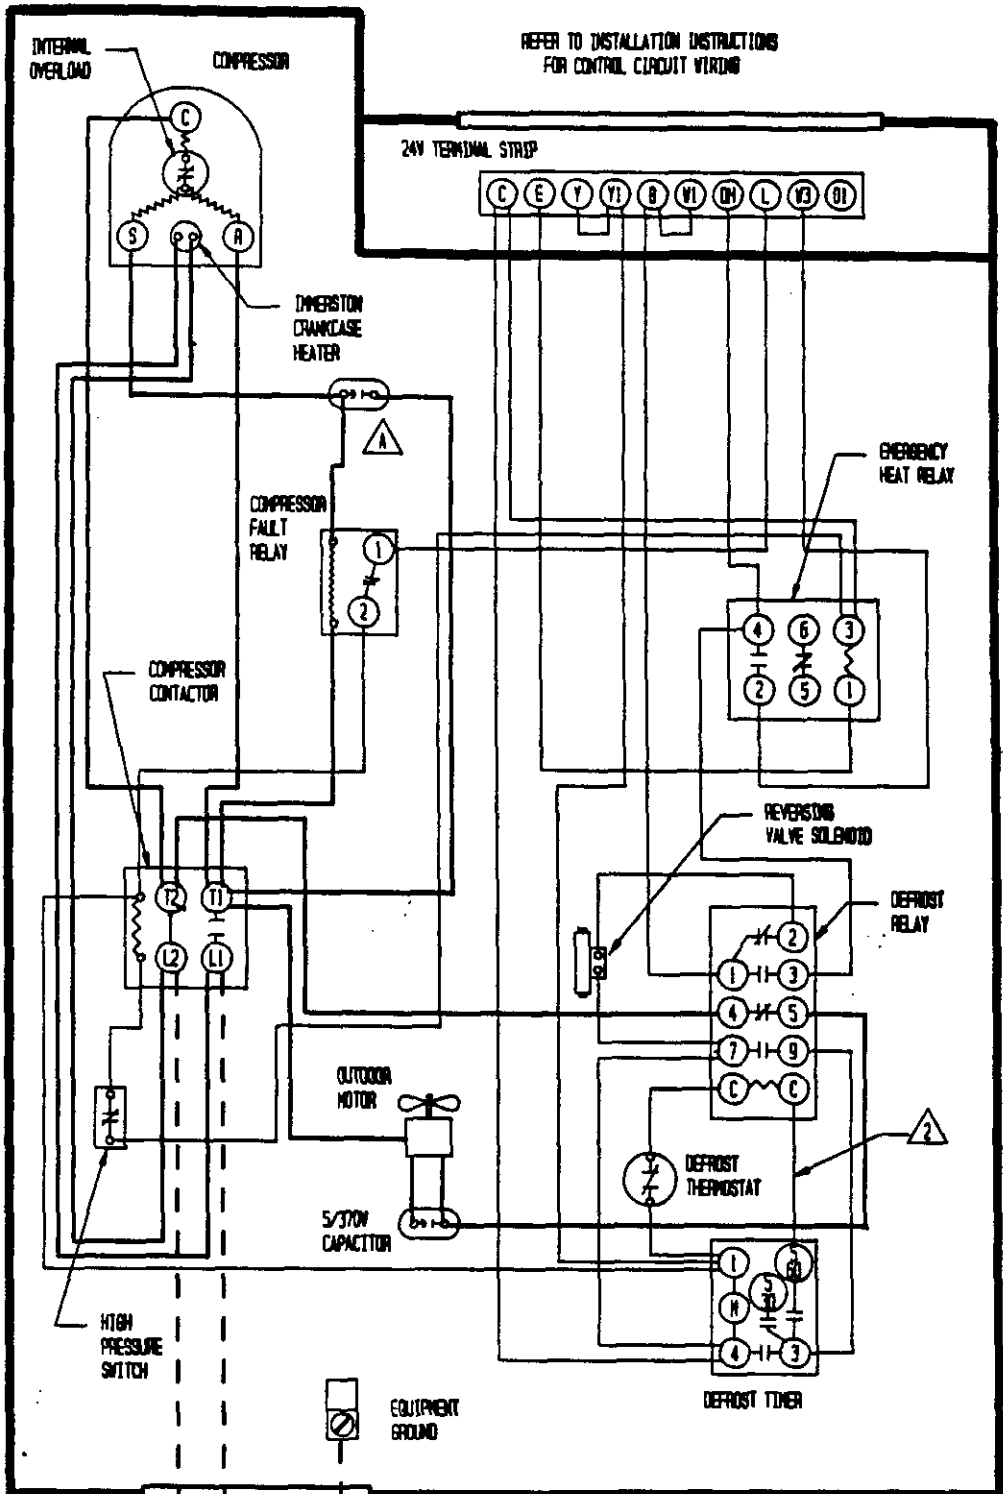 REFER TO INSTALLATION INSTRUCTIONS
FOR CONTROL CIRCUIT WIRING
INTERNAL
OVERLOAD
COMPRESSOR
24V TERMINAL STRIP
C E Y Y1 B W1 DH L W3 D1
C
S R
IMMERSION
CRANKCASE
HEATER
A
EMERGENCY
HEAT RELAY
COMPRESSOR
FAULT
RELAY
1
2
4 6 3
2 5 1
COMPRESSOR
CONTACTOR
T2 T1
L2 L1
REVERSING
VALVE SOLENOID
DEFROST
RELAY
2
1 3
4 5
7 9
C C
OUTDOOR
MOTOR
2
DEFROST
THERMOSTAT
5/370V
CAPACITOR
1 S 60
M S 30
4 3
DEFROST TIMER
HIGH
PRESSURE
SWITCH
EQUIPMENT
GROUND